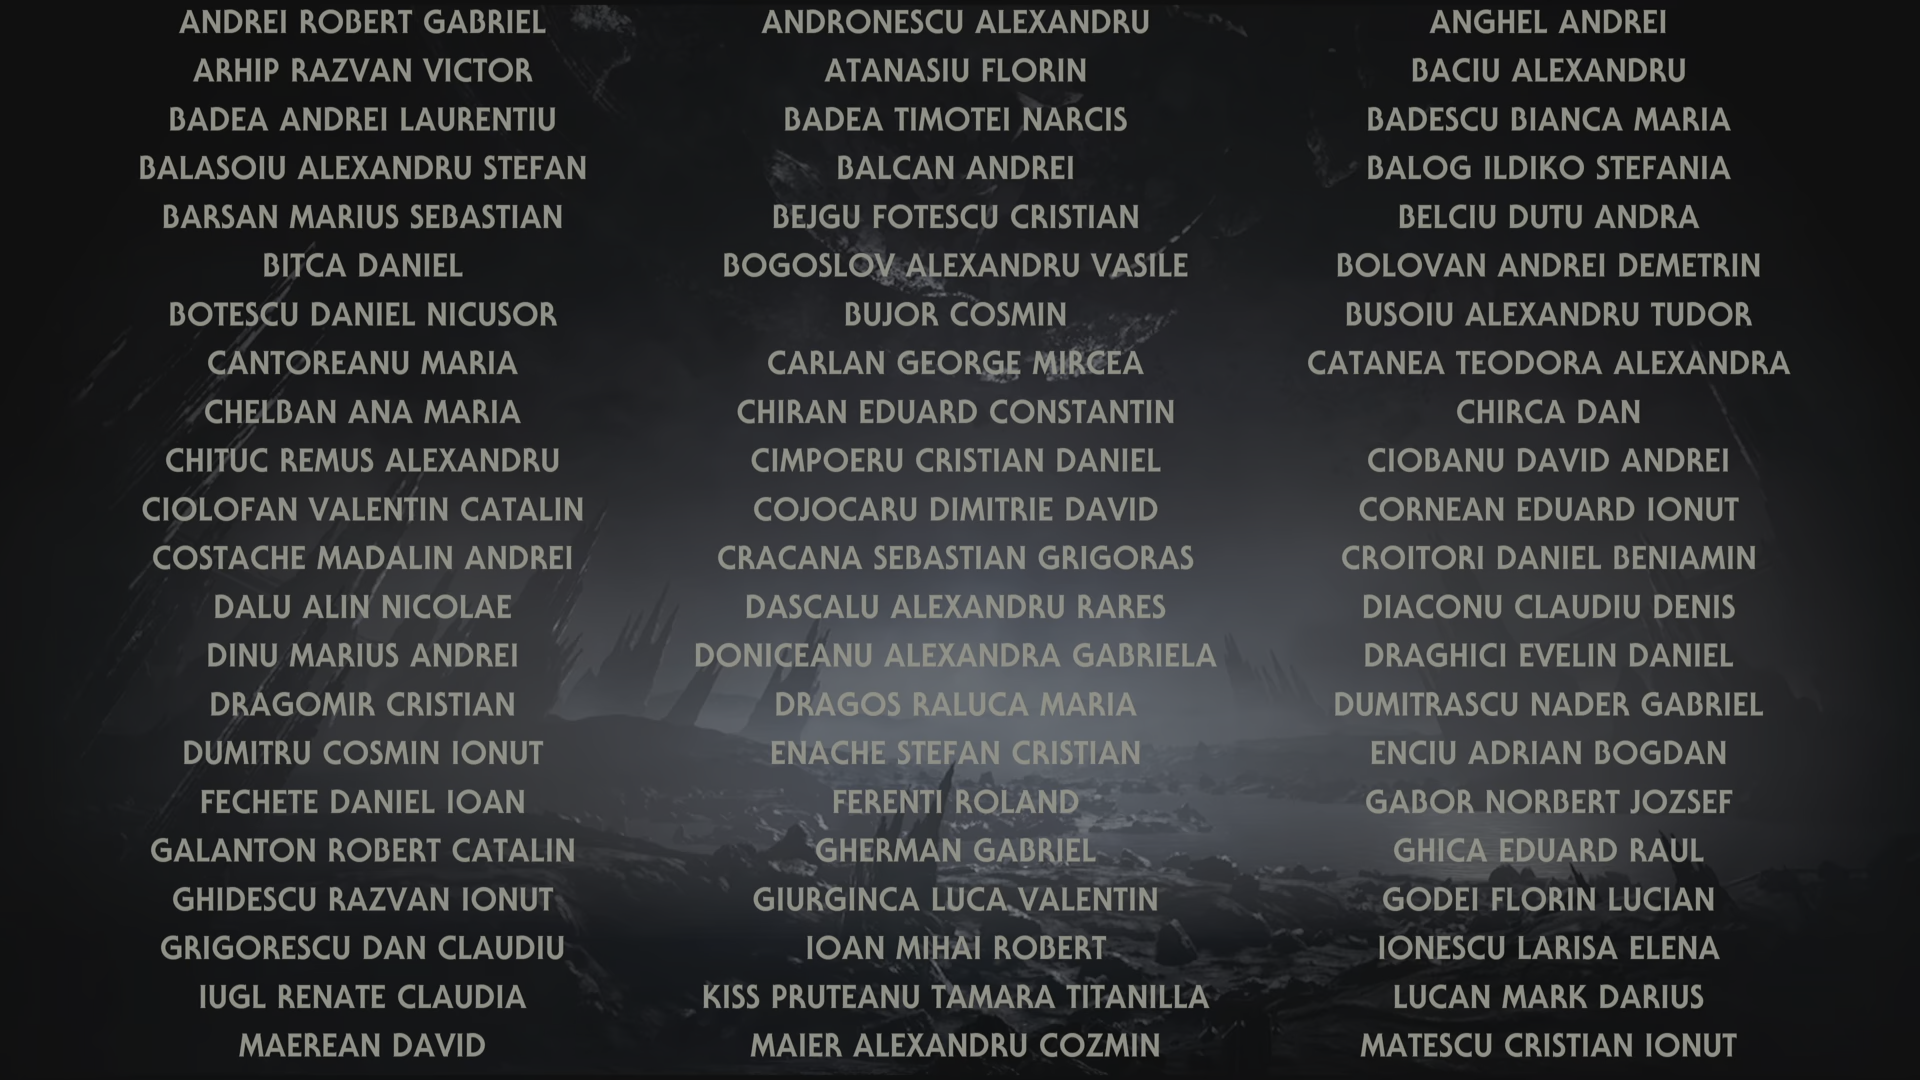 ANDREI ROBERT GABRIEL ANDRONESCU ALEXANDRU ANGHEL ANDREI
ARHIP RAZVAN VICTOR ATANASIU FLORIN BACIU ALEXANDRU
BADEA ANDREI LAURENTIU BADEA TIMOTEI NARCIS BADESCU BIANCA MARIA
BALASOIU ALEXANDRU STEFAN BALCAN ANDREI BALOG ILDIKO STEFANIA
BARSAN MARIUS SEBASTIAN BEJGU FOTESCU CRISTIAN BELCIU DUTU ANDRA
BITCA DANIEL BOGOSLOV ALEXANDRU VASILE BOLOVAN ANDREI DEMETRIN
BOTESCU DANIEL NICUSOR BUJOR COSMIN BUSOIU ALEXANDRU TUDOR
CANTOREANU MARIA CARLAN GEORGE MIRCEA CATANEA TEODORA ALEXANDRA
CHELBAN ANA MARIA CHIRAN EDUARD CONSTANTIN CHIRCA DAN
CHITUC REMUS ALEXANDRU CIMPOERU CRISTIAN DANIEL CIOBANU DAVID ANDREI
CIOLOFAN VALENTIN CATALIN COJOCARU DIMITRIE DAVID CORNEAN EDUARD IONUT
COSTACHE MADALIN ANDREI CRACANA SEBASTIAN GRIGORAS CROITORI DANIEL BENIAMIN
DALU ALIN NICOLAE DASCALU ALEXANDRU RARES DIACONU CLAUDIU DENIS
DINU MARIUS ANDREI DONICEANU ALEXANDRA GABRIELA DRAGHICI EVELIN DANIEL
DRAGOMIR CRISTIAN DRAGOS RALUCA MARIA DUMITRASCU NADER GABRIEL
DUMITRU COSMIN IONUT ENACHE STEFAN CRISTIAN ENCIU ADRIAN BOGDAN
FECHETE DANIEL IOAN FERENTI ROLAND GABOR NORBERT JOZSEF
GALANTON ROBERT CATALIN GHERMAN GABRIEL GHICA EDUARD RAUL
GHIDESCU RAZVAN IONUT GIURGINCA LUCA VALENTIN GODEI FLORIN LUCIAN
GRIGORESCU DAN CLAUDIU IOAN MIHAI ROBERT IONESCU LARISA ELENA
IUGL RENATE CLAUDIA KISS PRUTEANU TAMARA TITANILLA LUCAN MARK DARIUS
MAEREAN DAVID MAIER ALEXANDRU COZMIN MATESCU CRISTIAN IONUT